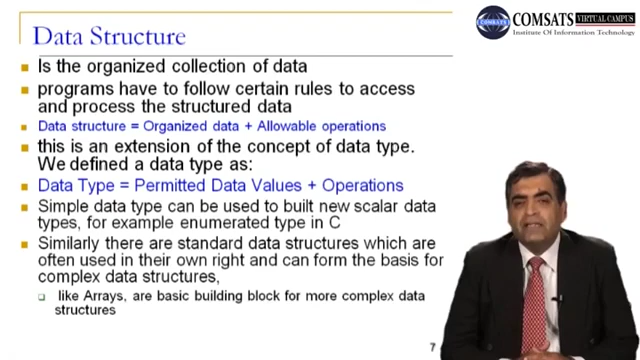 Data Structure
COMSATS VIRTUAL CAMPUS
Institute Of Information Technology
Is the organized collection of data
programs have to follow certain rules to access
and process the structured data
Data structure = Organized data + Allowable operations
this is an extension of the concept of data type.
We defined a data type as:
Data Type = Permitted Data Values + Operations
Simple data type can be used to built new scalar data
types, for example enumerated type in C
Similarly there are standard data structures which are
often used in their own right and can form the basis for
complex data structures,
like Arrays, are basic building block for more complex data
structures
7